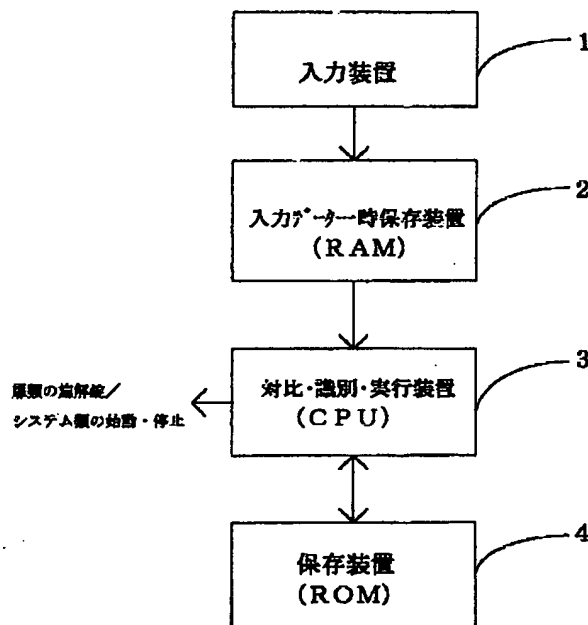 入力装置
1
入力ﾃﾞｰﾀ一時保存装置
(RAM)
2
対比・識別・実行装置
(CPU)
3
扉類の施解錠/
システム類の始動・停止
保存装置
(ROM)
4